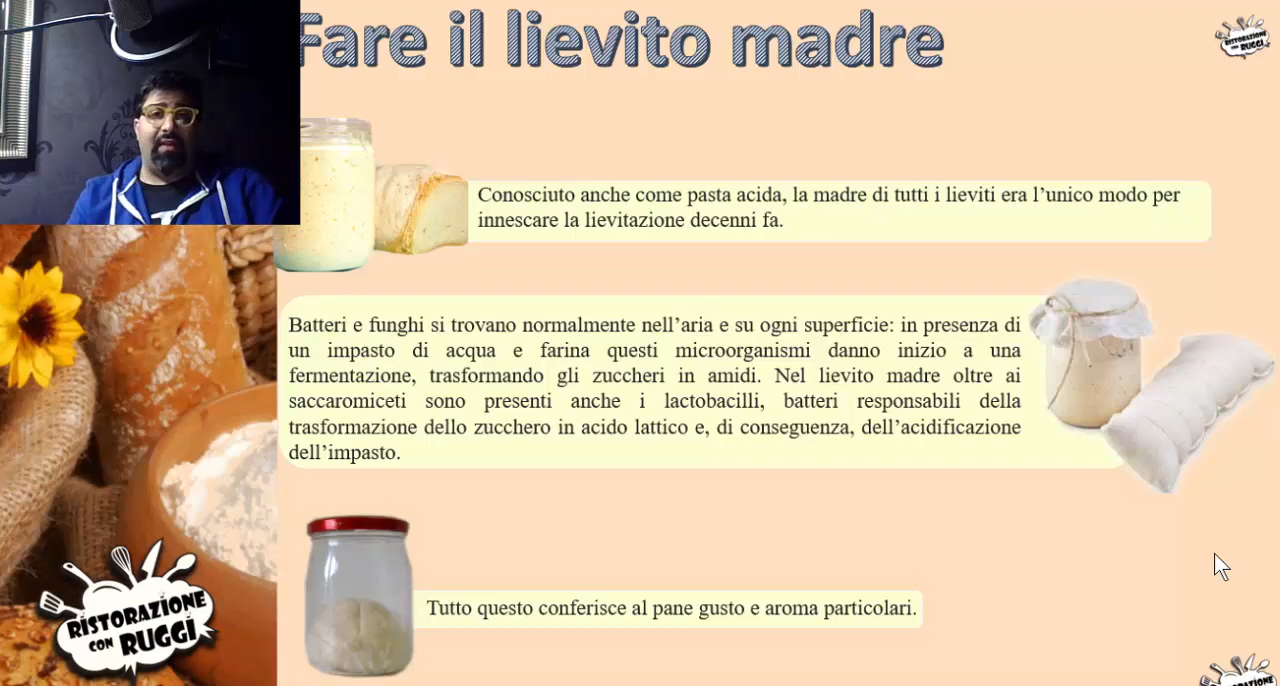 Fare il lievito madre
RISTORAZIONE
CON RUGGI
Conosciuto anche come pasta acida, la madre di tutti i lieviti era l’unico modo per
innescare la lievitazione decenni fa.
Batteri e funghi si trovano normalmente nell’aria e su ogni superficie: in presenza di
un impasto di acqua e farina questi microorganismi danno inizio a una
fermentazione, trasformando gli zuccheri in amidi. Nel lievito madre oltre ai
saccaromiceti sono presenti anche i lactobacilli, batteri responsabili della
trasformazione dello zucchero in acido lattico e, di conseguenza, dell’acidificazione
dell’impasto.
Tutto questo conferisce al pane gusto e aroma particolari.
RISTORAZIONE
CON RUGGI